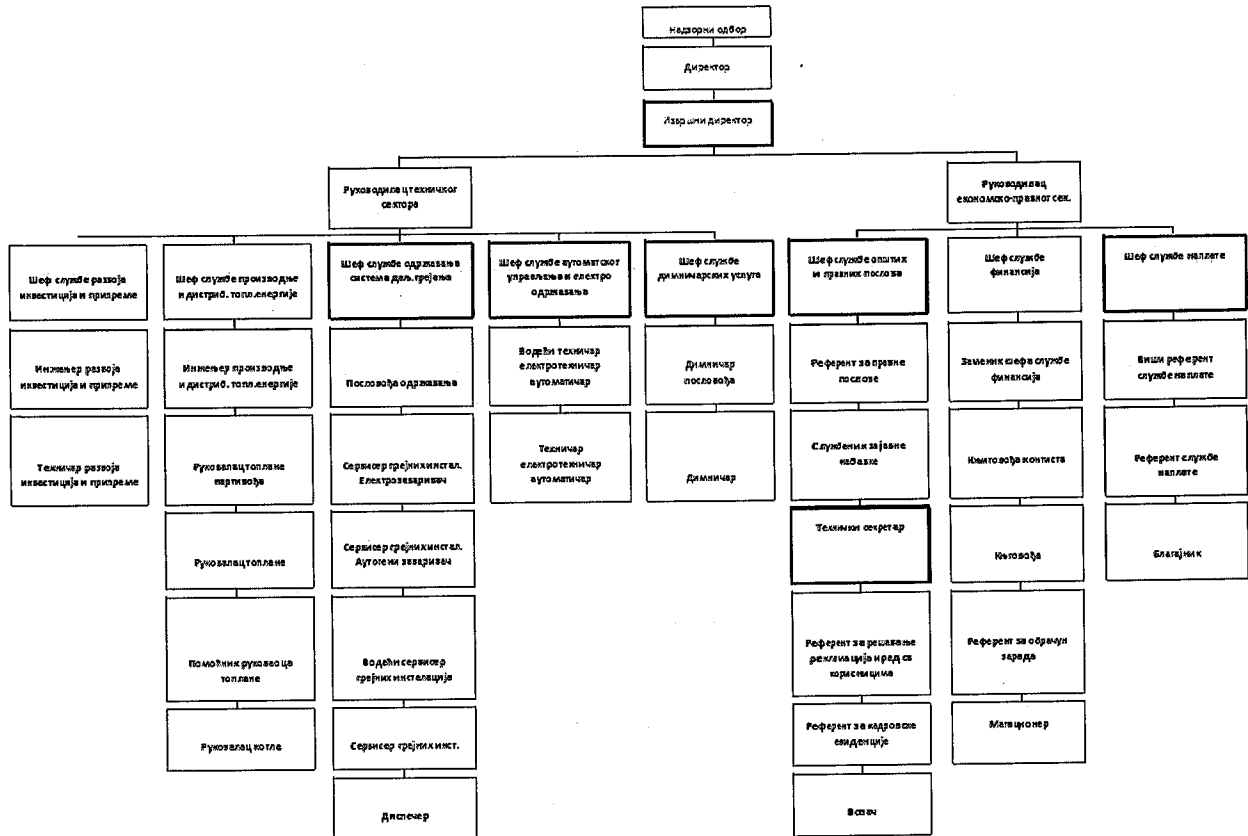 Надзорни одбор
Директор
Извршни директор
Руководилац техничког
сектора
Руководилац
економско-правног сек.
Шеф службе развоја
инвестиција и припреме
Шеф службе производње
и дистриб. топл.енергије
Шеф службе одржавања
система даљ.грејања
Шеф службе аутоматског
управљања и електро
одржавања
Шеф службе
димничарских услуга
Шеф службе општих
и правних послова
Шеф службе
финансија
Шеф службе наплате
Инжењер развоја
инвестиција и припреме
Инжењер производње
и дистриб. топл.енергије
Пословођа одржавања
Водећи техничар
електротехничар
аутоматичар
Димничар
пословођа
Референт за правне
послове
Заменик шефа службе
финансија
Виши референт
службе наплате
Техничар развоја
инвестиција и припреме
Руковалац топлане
партивођа
Сервисер грејних инстал.
Електрозаваривач
Техничар
електротехничар
аутоматичар
Димничар
Службеник за јавне
набавке
Књиговођа контиста
Референт службе
наплате
Руковалац топлане
Сервисер грејних инстал.
Аутогени заваривач
Технички секретар
Књговођа
Благајник
Помоћник руковаоца
топлане
Водећи сервисер
грејних инсталација
Референт за решавање
рекламација и рад са
корисницима
Референт за обрачун
зарада
Руковалац котла
Сервисер грејних инст.
Референт за кадровске
евиденције
Магационер
Диспечер
Возач